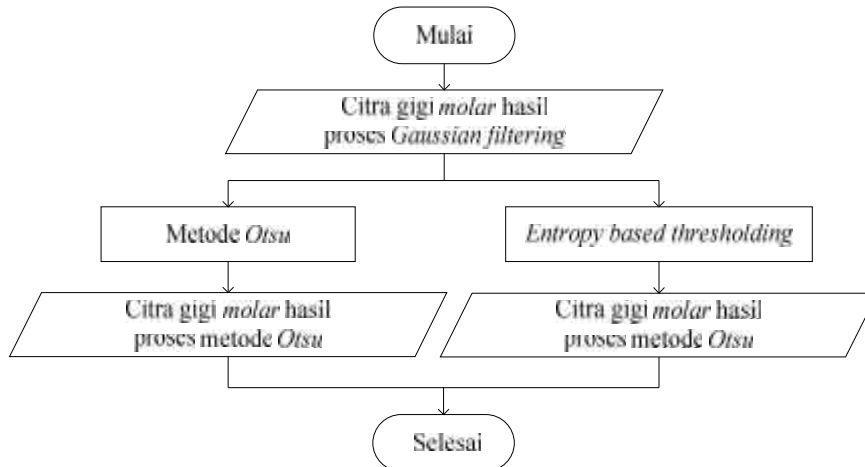 Mulai
Citra gigi molar hasil
proses Gaussian filtering
Metode Otsu
Entropy based thresholding
Citra gigi molar hasil
proses metode Otsu
Citra gigi molar hasil
proses metode Otsu
Selesai